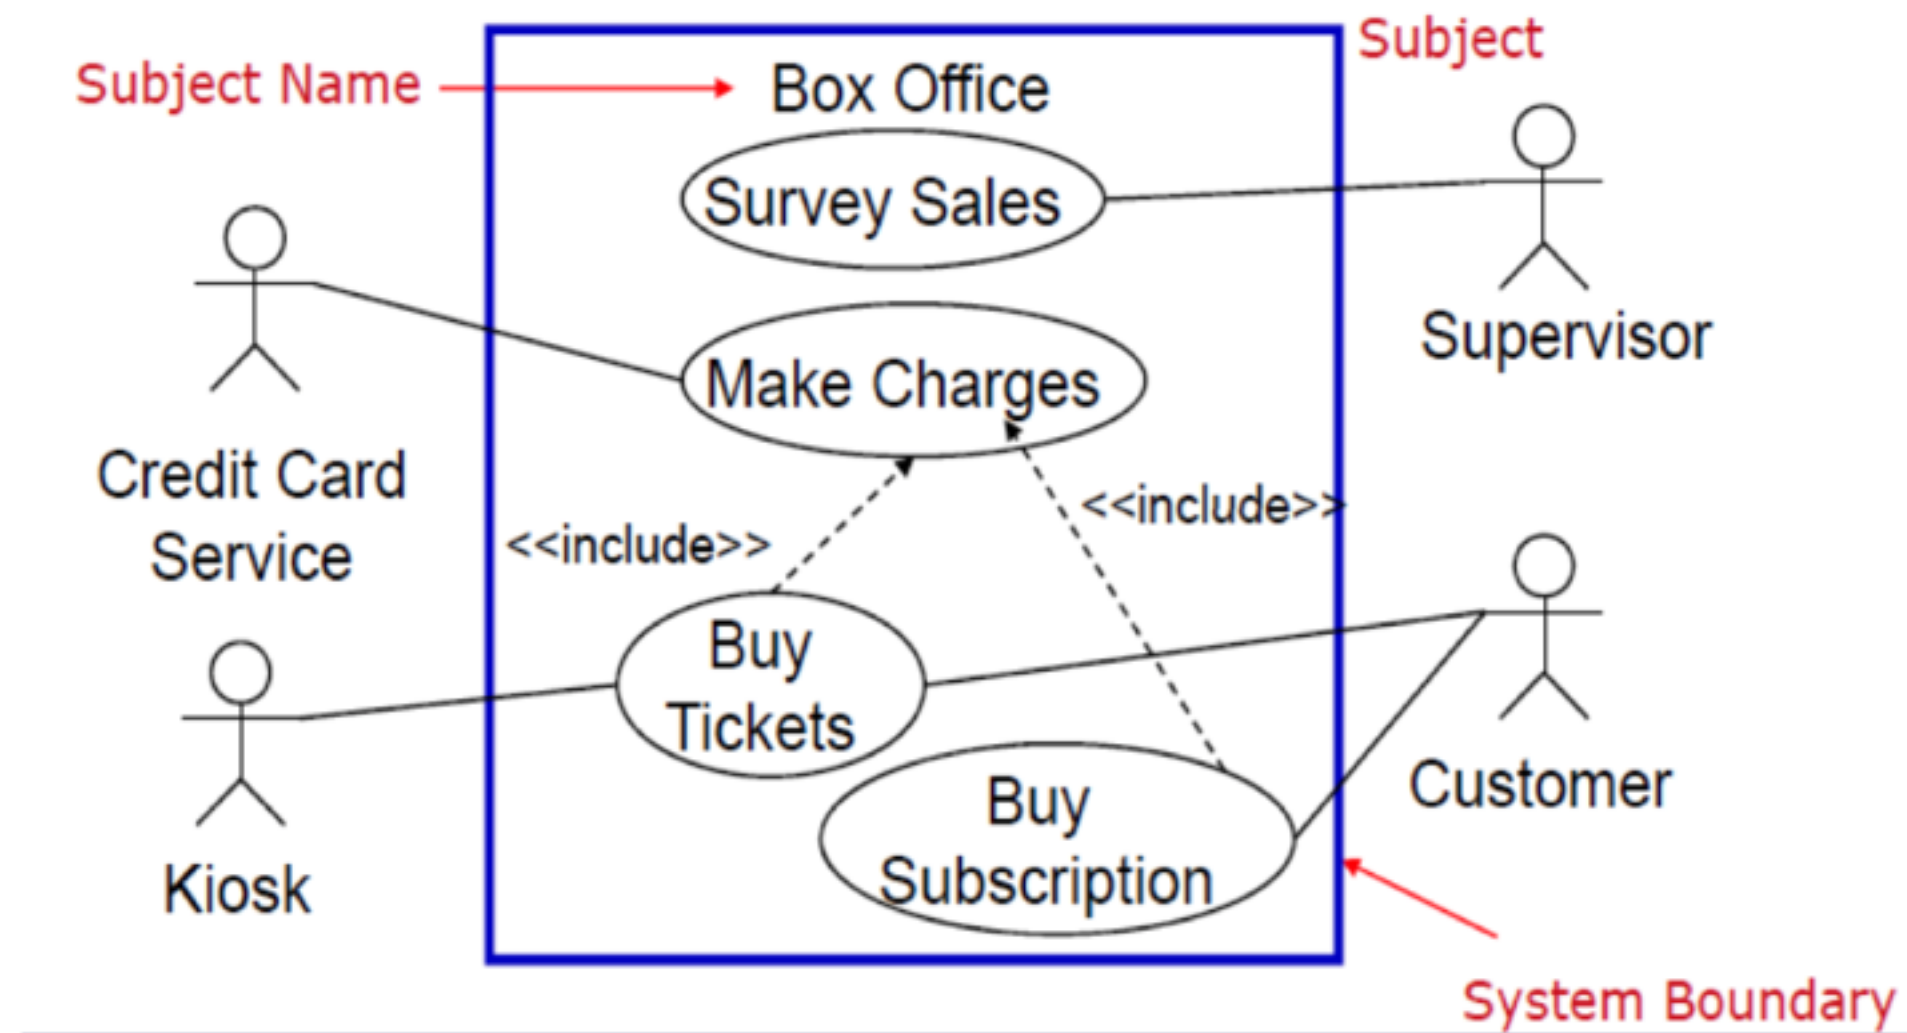 Subject
Subject Name
Box Office
Survey Sales
Supervisor
Make Charges
Credit Card
Service
<<include>>
<<include>>
Buy
Tickets
Customer
Buy
Subscription
Kiosk
System Boundary